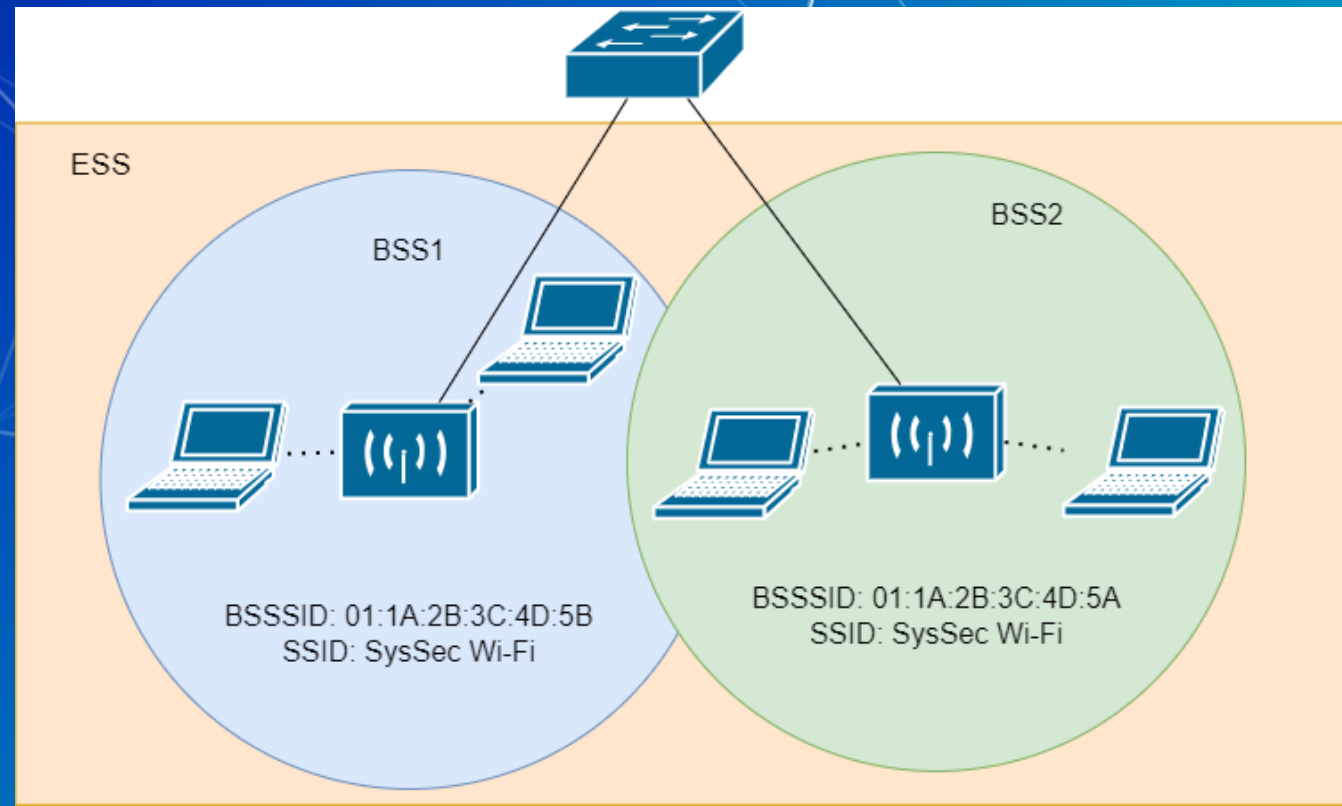 ESS
BSS1
BSS2
BSSSID: 01:1A:2B:3C:4D:5B
SSID: SysSec Wi-Fi
BSSSID: 01:1A:2B:3C:4D:5A
SSID: SysSec Wi-Fi